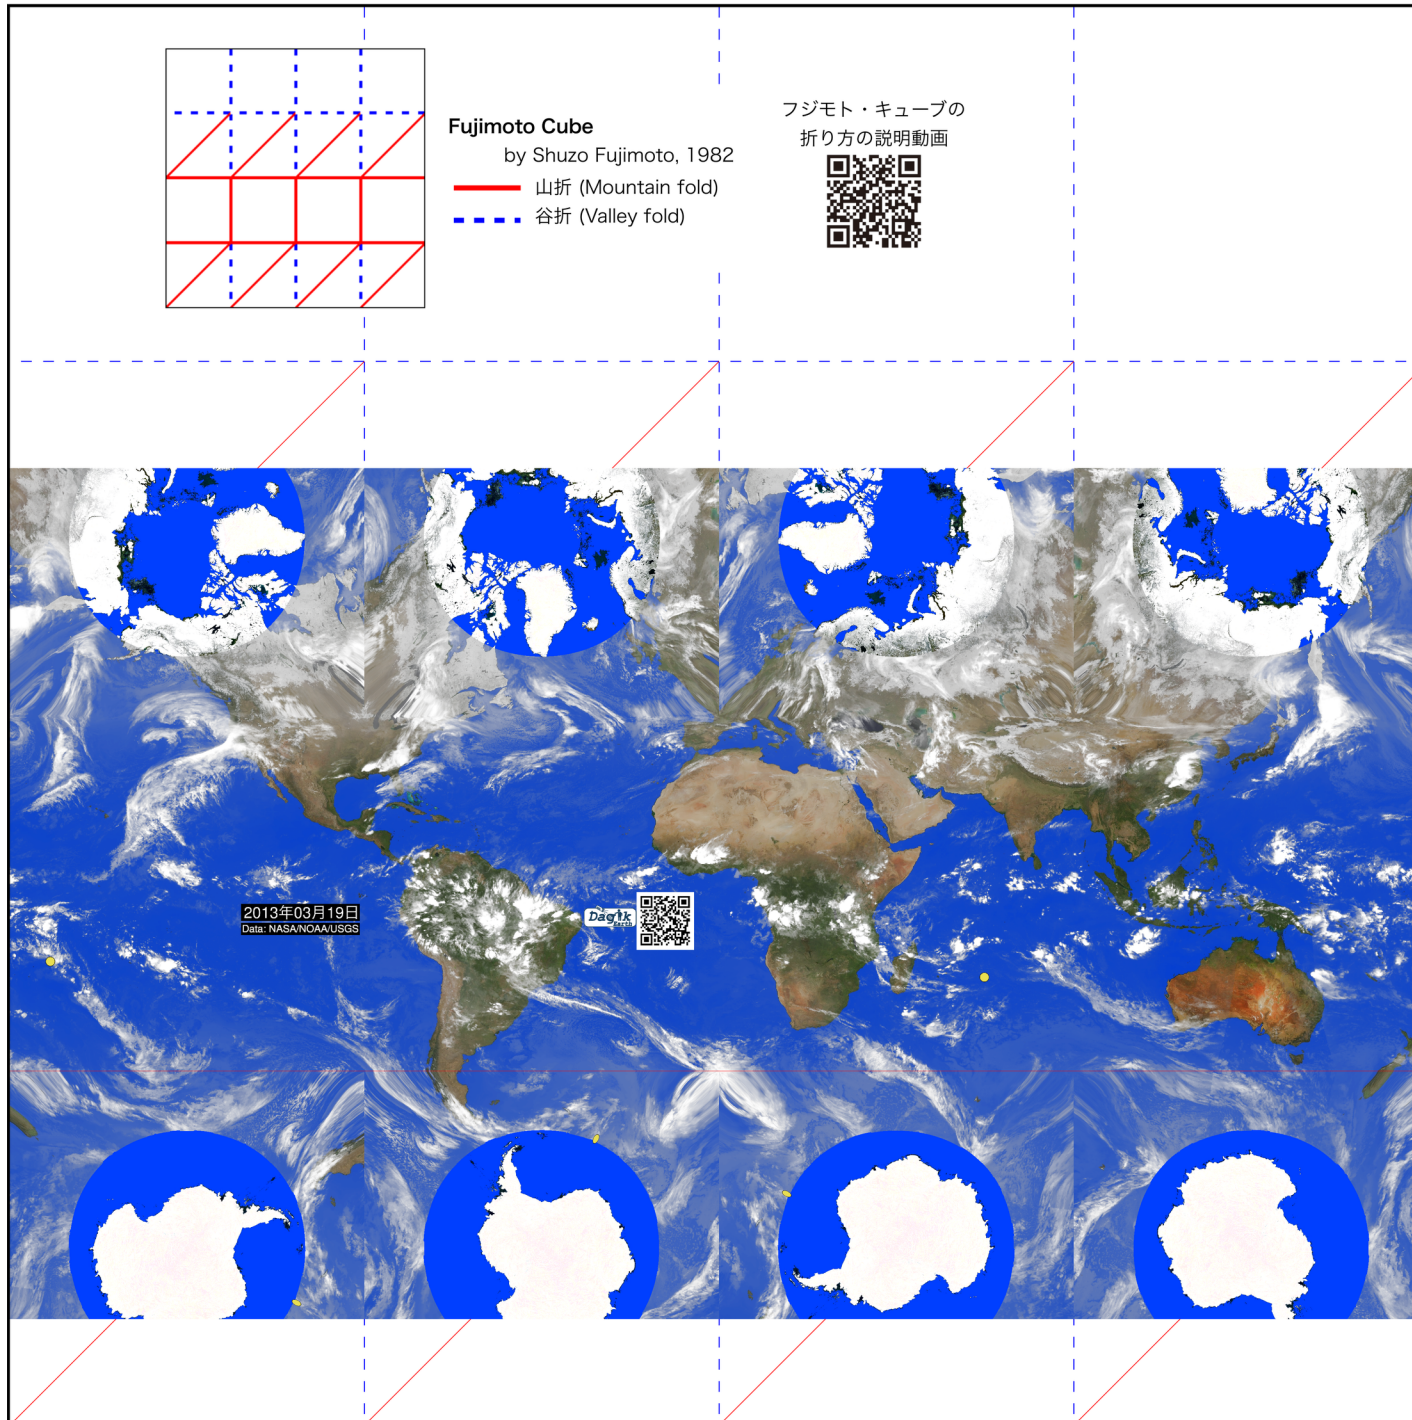 Fujimoto Cube
by Shuzo Fujimoto, 1982
山折 (Mountain fold)
谷折 (Valley fold)
フジモト・キューブの
折り方の説明動画
2013年03月19日
Data: NASA/NOAA/USGS
Dagik
Earth